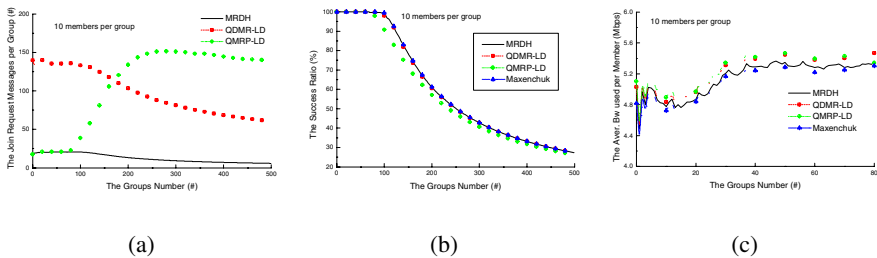 The Join Request Messages per Group (#)
200
150
100
50
0
10 members per group
MRDH
QDMR-LD
QMRP-LD
0 100 200 300 400 500
The Groups Number (#)
(a)
The Success Ratio (%)
100
90
80
70
60
50
40
30
20
10 members per group
MRDH
QDMR-LD
QMRP-LD
Maxenchuk
0 100 200 300 400 500
The Groups Number (#)
(b)
The Aver. Bw used per Member (Mbps)
6.0
5.6
5.2
4.8
4.4
4.0
10 members per group
MRDH
QDMR-LD
QMRP-LD
Maxenchuk
0 20 40 60 80
The Groups Number (#)
(c)